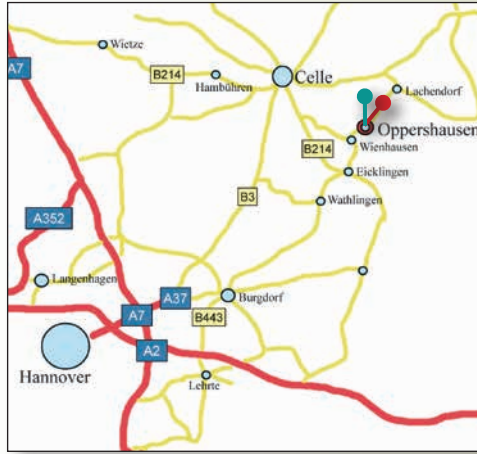 Wietze
A7
B214
Hambühren
Celle
Lachendorf
Oppershausen
Wienhausen
B214
Eicklingen
Wathlingen
B3
A352
Langenhagen
A37
A7
Burgdorf
B443
A2
Hannover
Lehrte